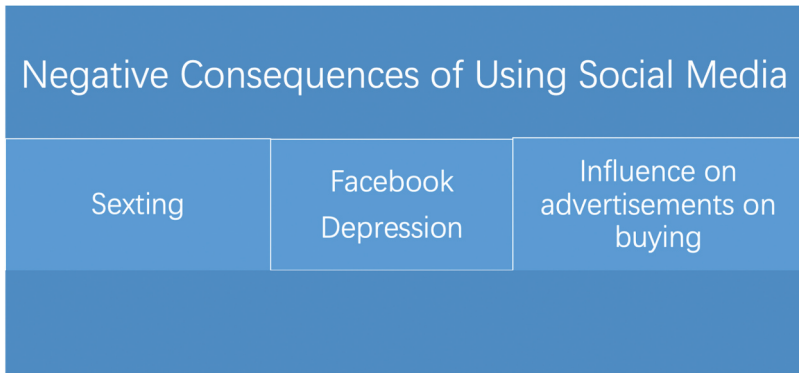 Negative Consequences of Using Social Media
Sexting
Facebook
Depression
Influence on
advertisements on
buying